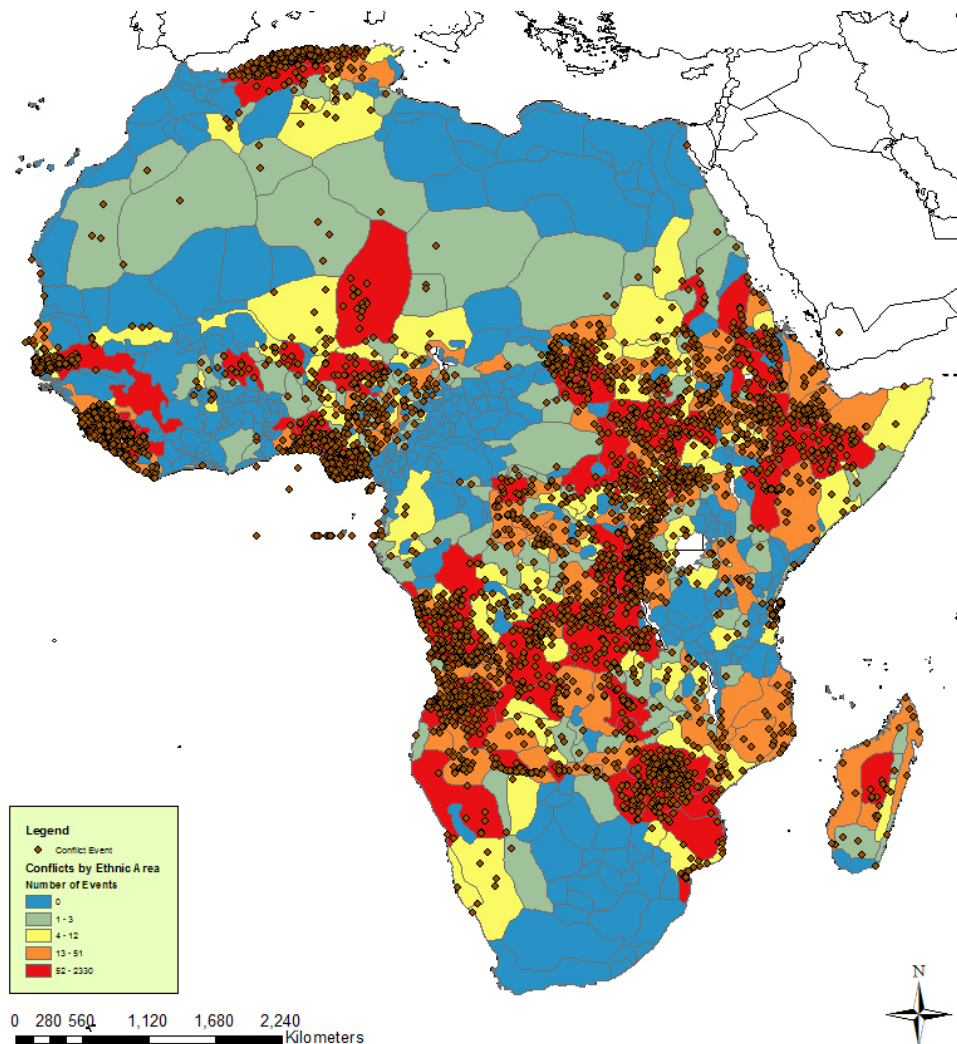 Legend
Conflict Event
Conflicts by Ethnic Area
Number of Events
0
1 - 3
4 - 12
13 - 51
52 - 2330
N
0 280 560 1,120 1,680 2,240
Kilometers